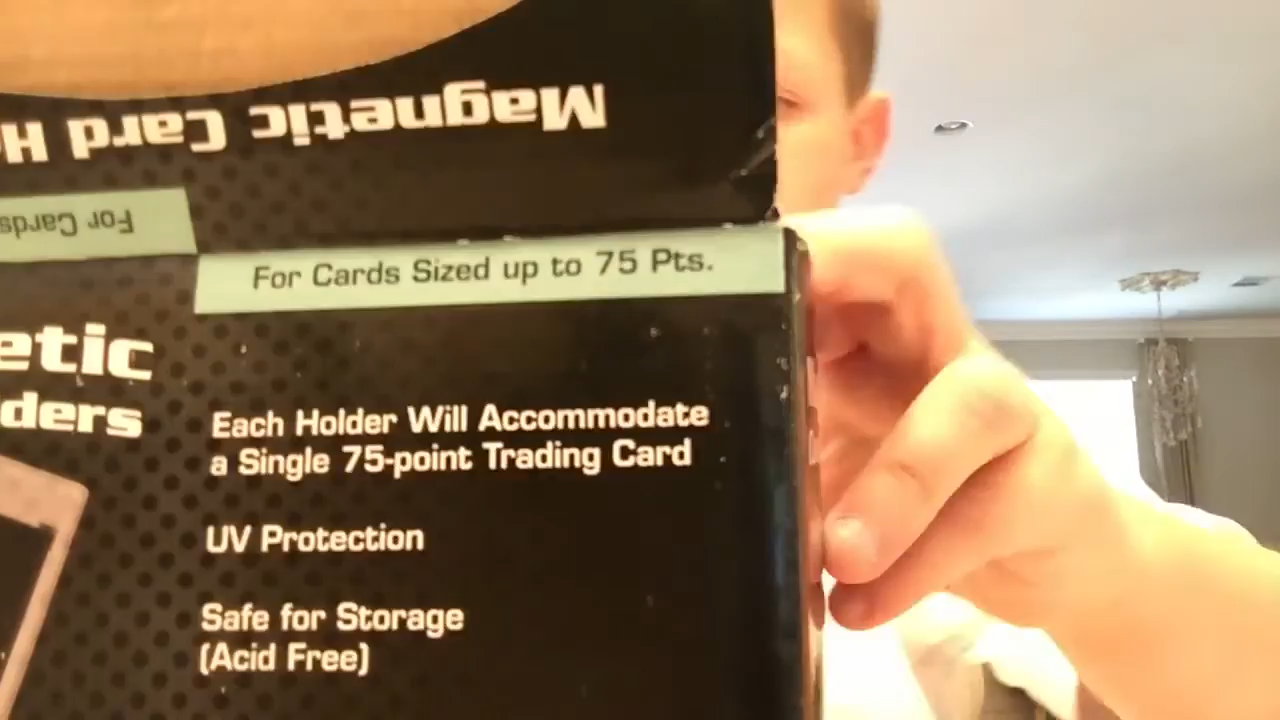 Magnetic Card H
For Cards
For Cards Sized up to 75 Pts.
etic
ders
Each Holder Will Accommodate
a Single 75-point Trading Card
UV Protection
Safe for Storage
(Acid Free)